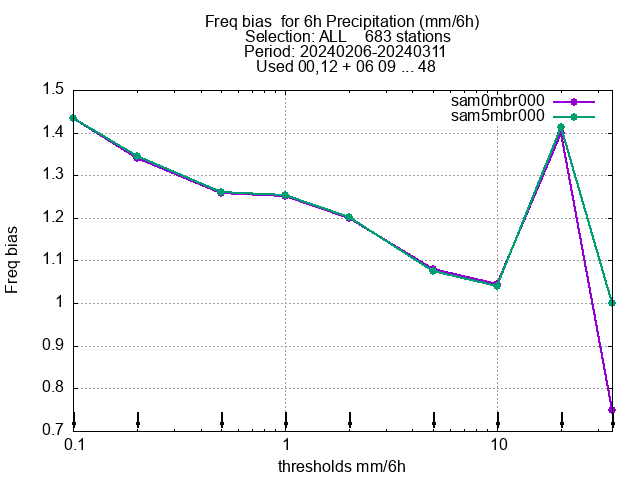 Freq bias  for 6h Precipitation (mm/6h)
Selection: ALL    683 stations
Period: 20240206-20240311
Used 00,12 + 06 09 ... 48
sam0mbr000
sam5mbr000
1.5
1.4
1.3
1.2
1.1
1
0.9
0.8
0.7
Freq bias
0.1 1 10
thresholds mm/6h